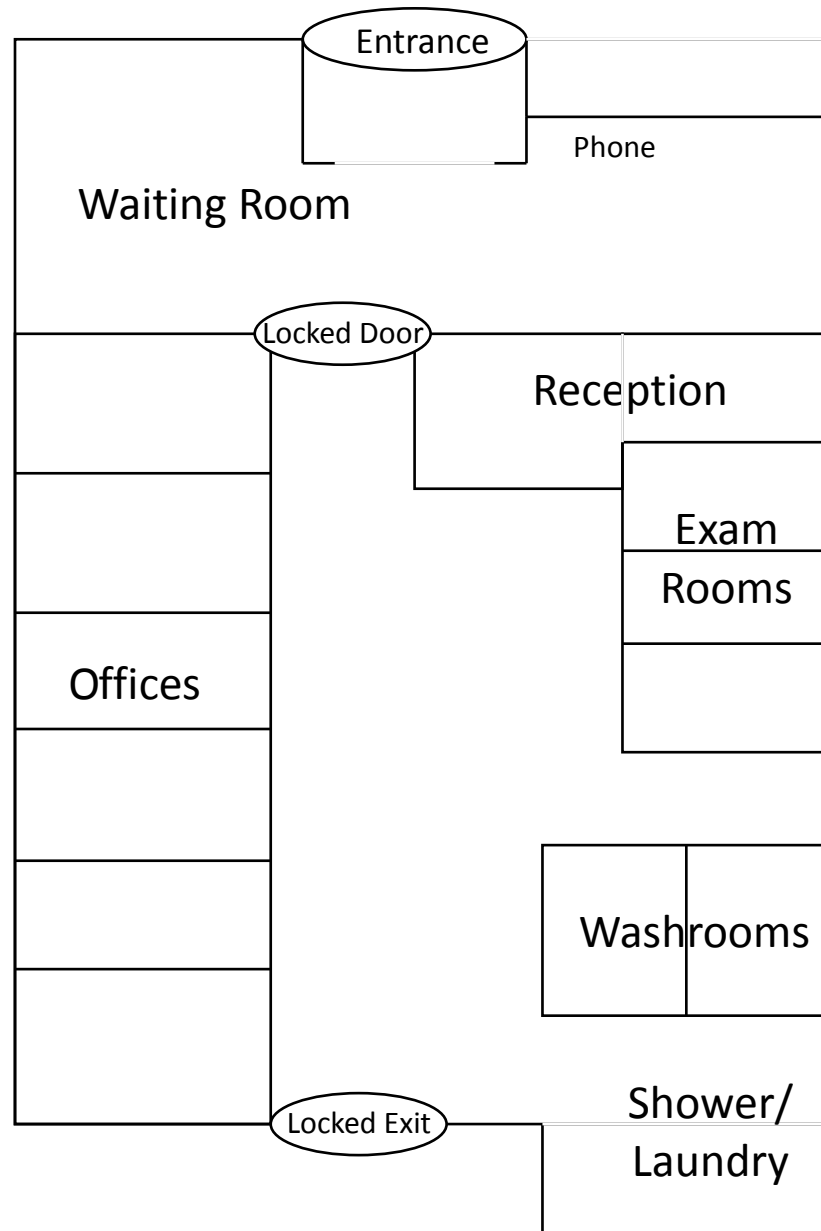 Entrance
Phone
Waiting Room
Locked Door
Reception
Exam
Rooms
Offices
Washrooms
Shower/
Laundry
Locked Exit